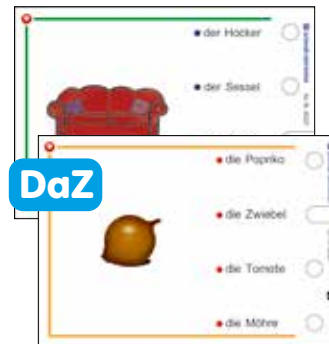 • der Hocker
• der Sessel
DaZ
• die Paprika
• die Zwiebel
• die Tomate
• die Möhre